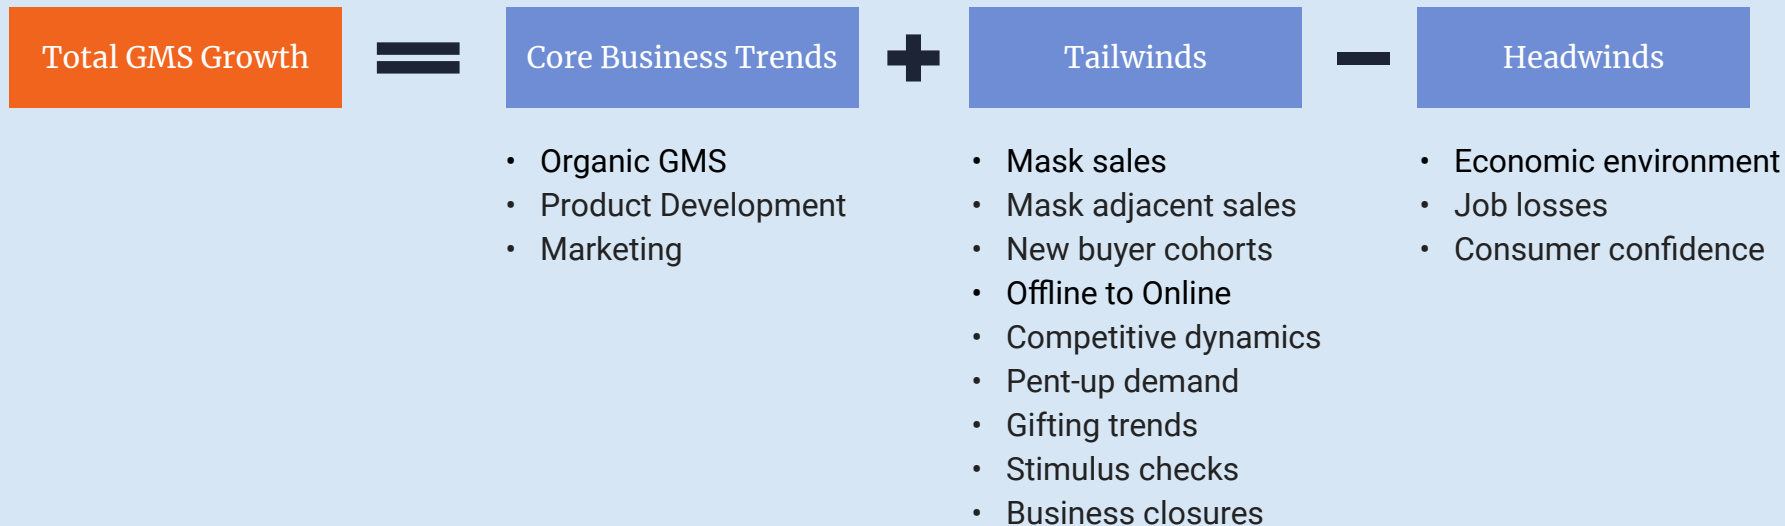 Total GMS Growth = Core Business Trends + Tailwinds − Headwinds
• Organic GMS
• Product Development
• Marketing
• Mask sales
• Mask adjacent sales
• New buyer cohorts
• Offline to Online
• Competitive dynamics
• Pent-up demand
• Gifting trends
• Stimulus checks
• Business closures
• Economic environment
• Job losses
• Consumer confidence